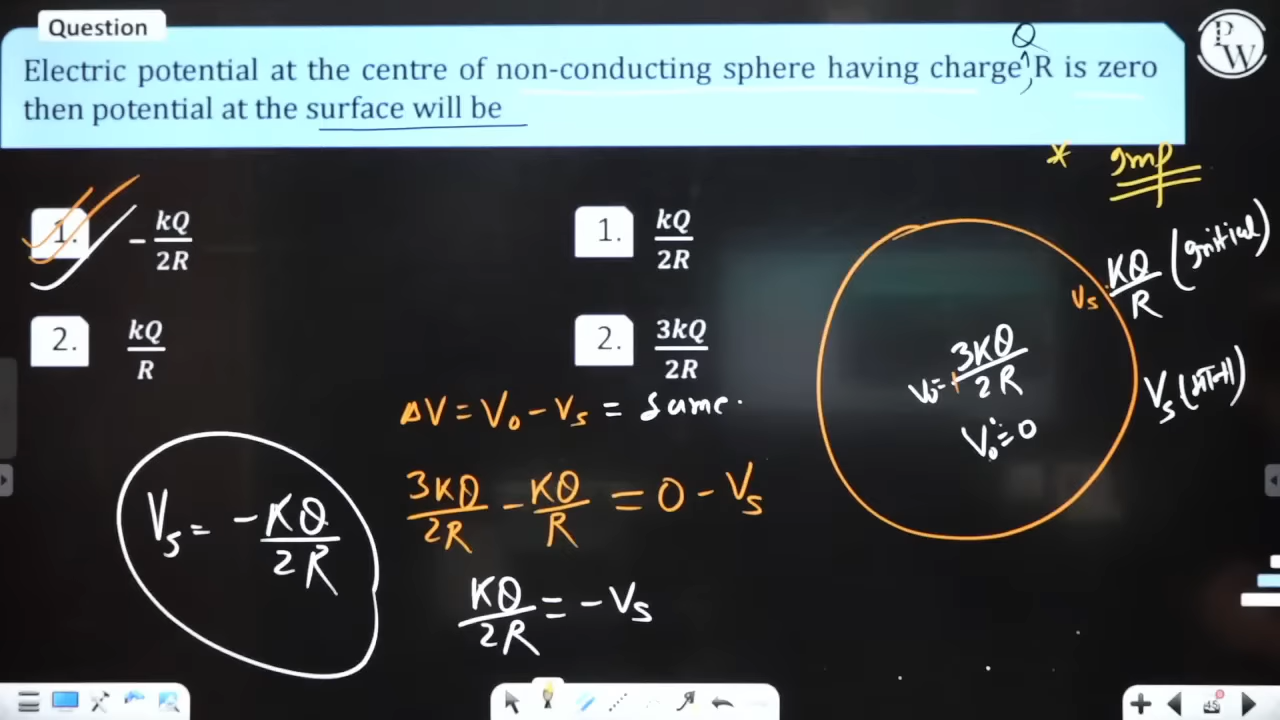 Question
Q
Electric potential at the centre of non-conducting sphere having charge, R is zero
then potential at the surface will be
PW
* Imp
1. -kQ/2R
1. kQ/2R
2. kQ/R
2. 3kQ/2R
Vs KQ/R (Initial)
V0 = 3KQ/2R
V0' = 0
ΔV = V0 - Vs = Same.
3KQ/2R - KQ/R = 0 - Vs
KQ/2R = -Vs
Vs = -KQ/2R
45